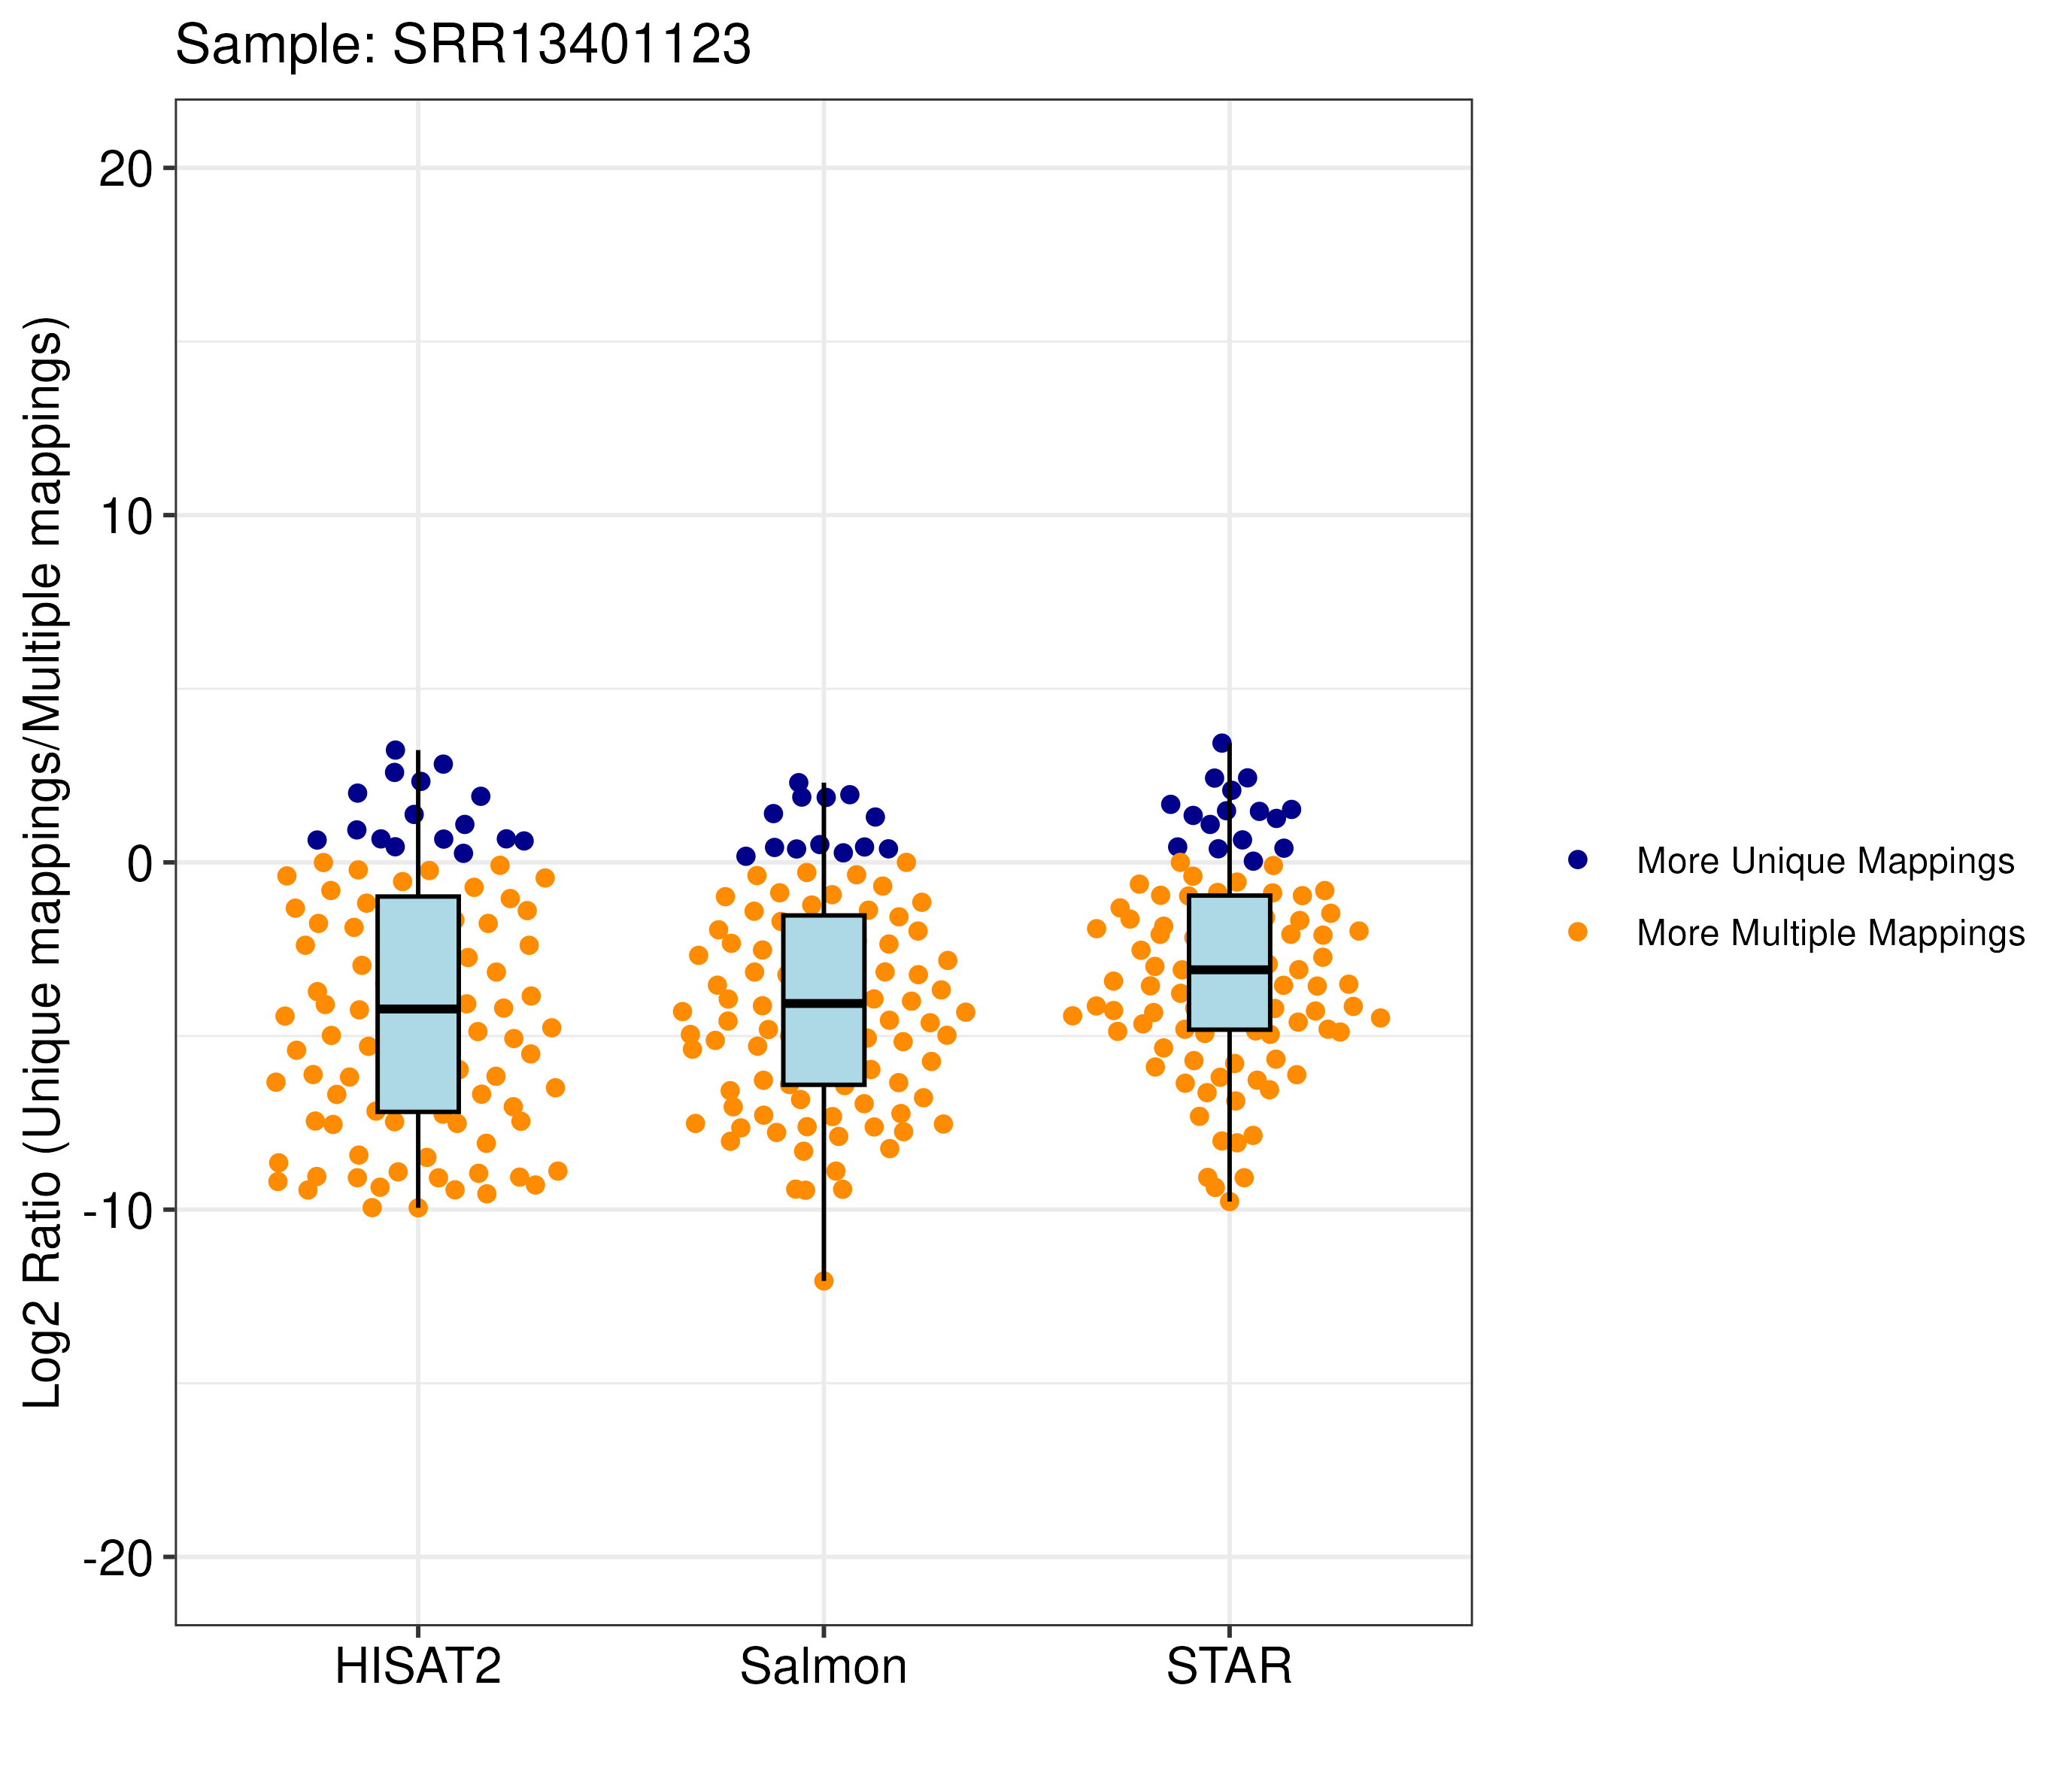 Sample: SRR13401123
Log2 Ratio (Unique mappings/Multiple mappings)
20
10
0
-10
-20
HISAT2
Salmon
STAR
More Unique Mappings
More Multiple Mappings